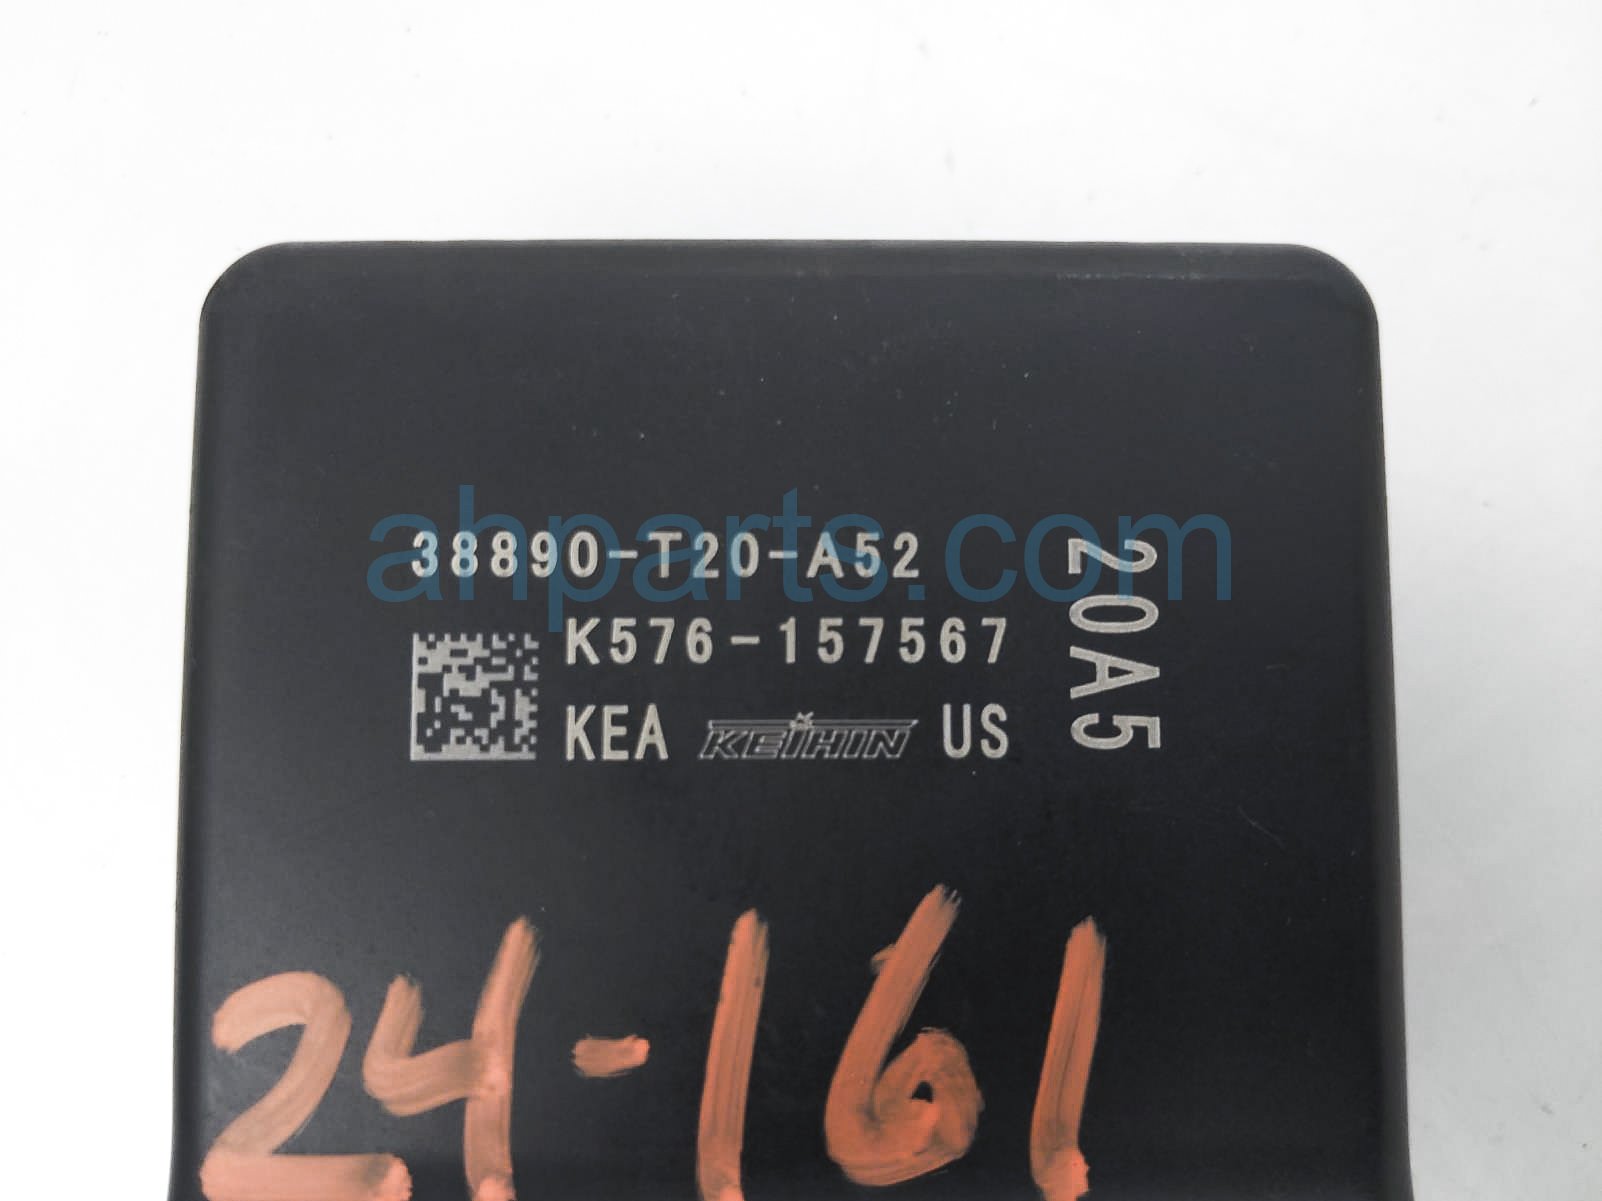 ahparts.com
38890-T20-A52
K576-157567
KEA KEIHIN US
20A5
24-161